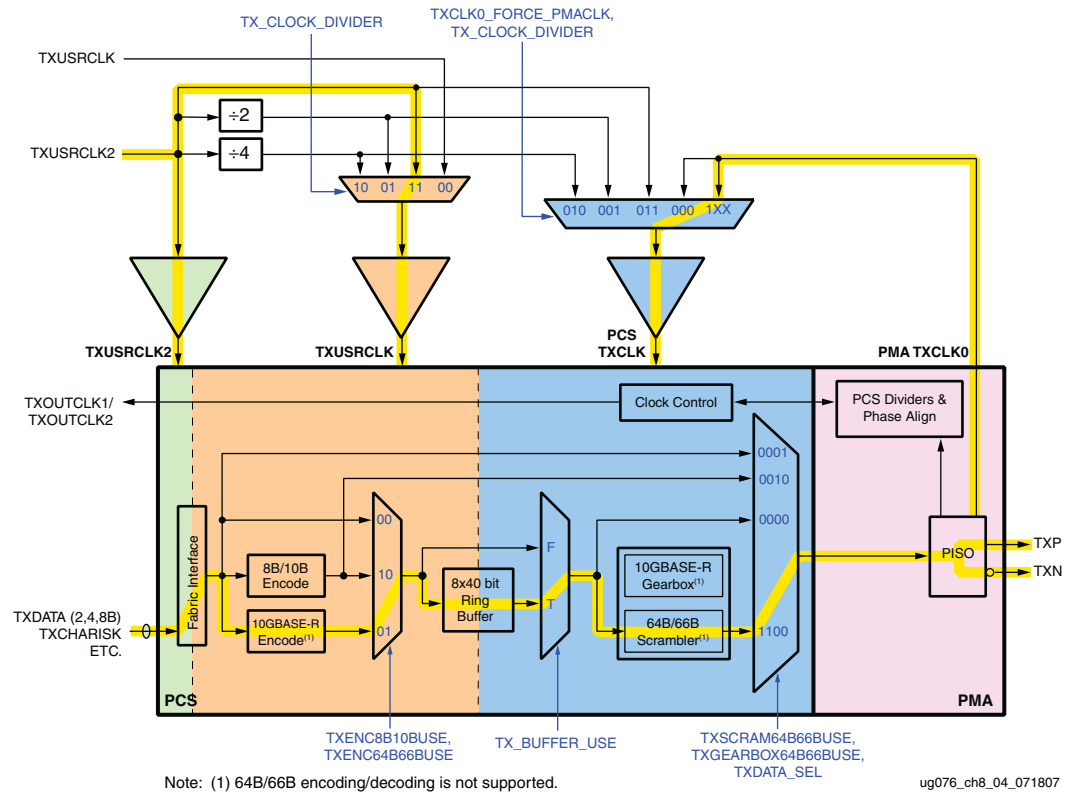 TX_CLOCK_DIVIDER
TXCLK0_FORCE_PMACLK,
TX_CLOCK_DIVIDER
TXUSRCLK
÷2
TXUSRCLK2
÷4
10 01 11 00
010 001 011 000 1XX
TXUSRCLK2
TXUSRCLK
PCS
TXCLK
PMA TXCLK0
TXOUTCLK1/
TXOUTCLK2
Clock Control
PCS Dividers &
Phase Align
0001
0010
0000
1100
Fabric Interface
8B/10B
Encode
10GBASE-R
Encode(1)
00
10
01
8x40 bit
Ring
Buffer
F
T
10GBASE-R
Gearbox(1)
64B/66B
Scrambler(1)
PISO
TXP
TXN
TXDATA (2,4,8B)
TXCHARISK
ETC.
PCS
PMA
TXENC8B10BUSE,
TXENC64B66BUSE
TX_BUFFER_USE
TXSCRAM64B66BUSE,
TXGEARBOX64B66BUSE,
TXDATA_SEL
Note: (1) 64B/66B encoding/decoding is not supported.
ug076_ch8_04_071807